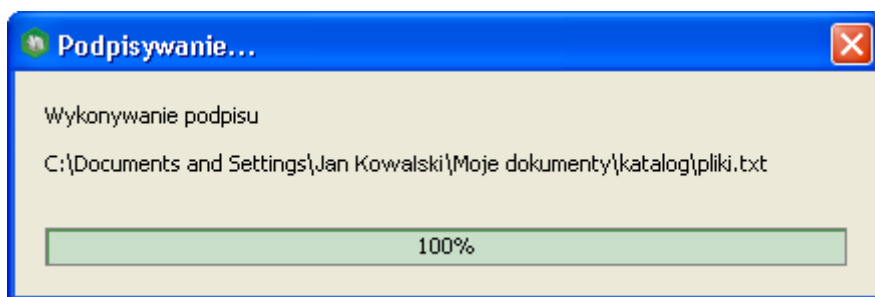 Podpisywanie...
Wykonywanie podpisu
C:\Documents and Settings\Jan Kowalski\Moje dokumenty\katalog\pliki.txt
100%